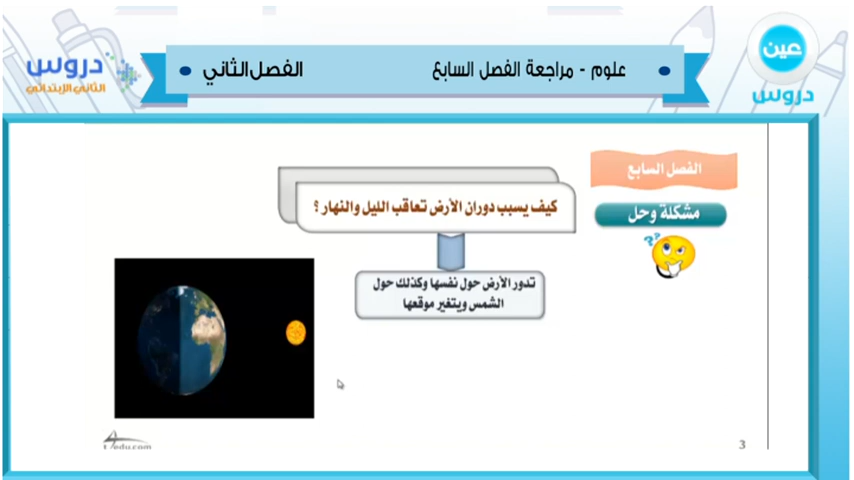 علوم - مراجعة الفصل السابع
الفصل الثاني
دروس
الثاني الإبتدائي
عين
دروس
الفصل السابع
مشكلة وحل
كيف يسبب دوران الأرض تعاقب الليل والنهار ؟
تدور الأرض حول نفسها وكذلك حول
الشمس ويتغير موقعها
3